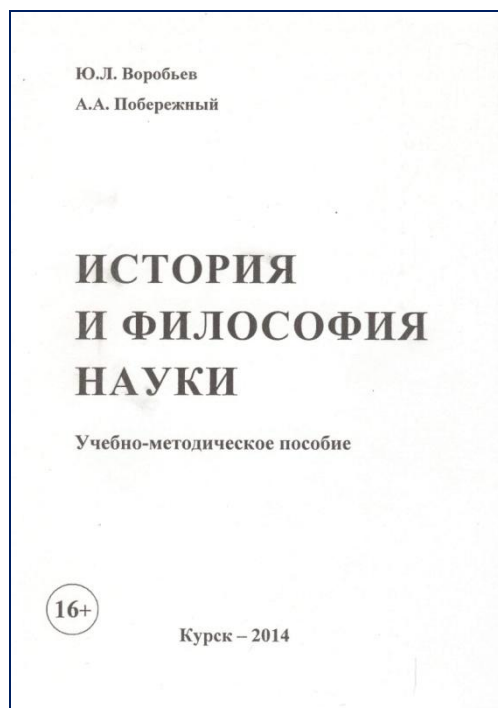 Ю.Л. Воробьев
А.А. Побережный
ИСТОРИЯ
И ФИЛОСОФИЯ
НАУКИ
Учебно-методическое пособие
16+
Курск – 2014